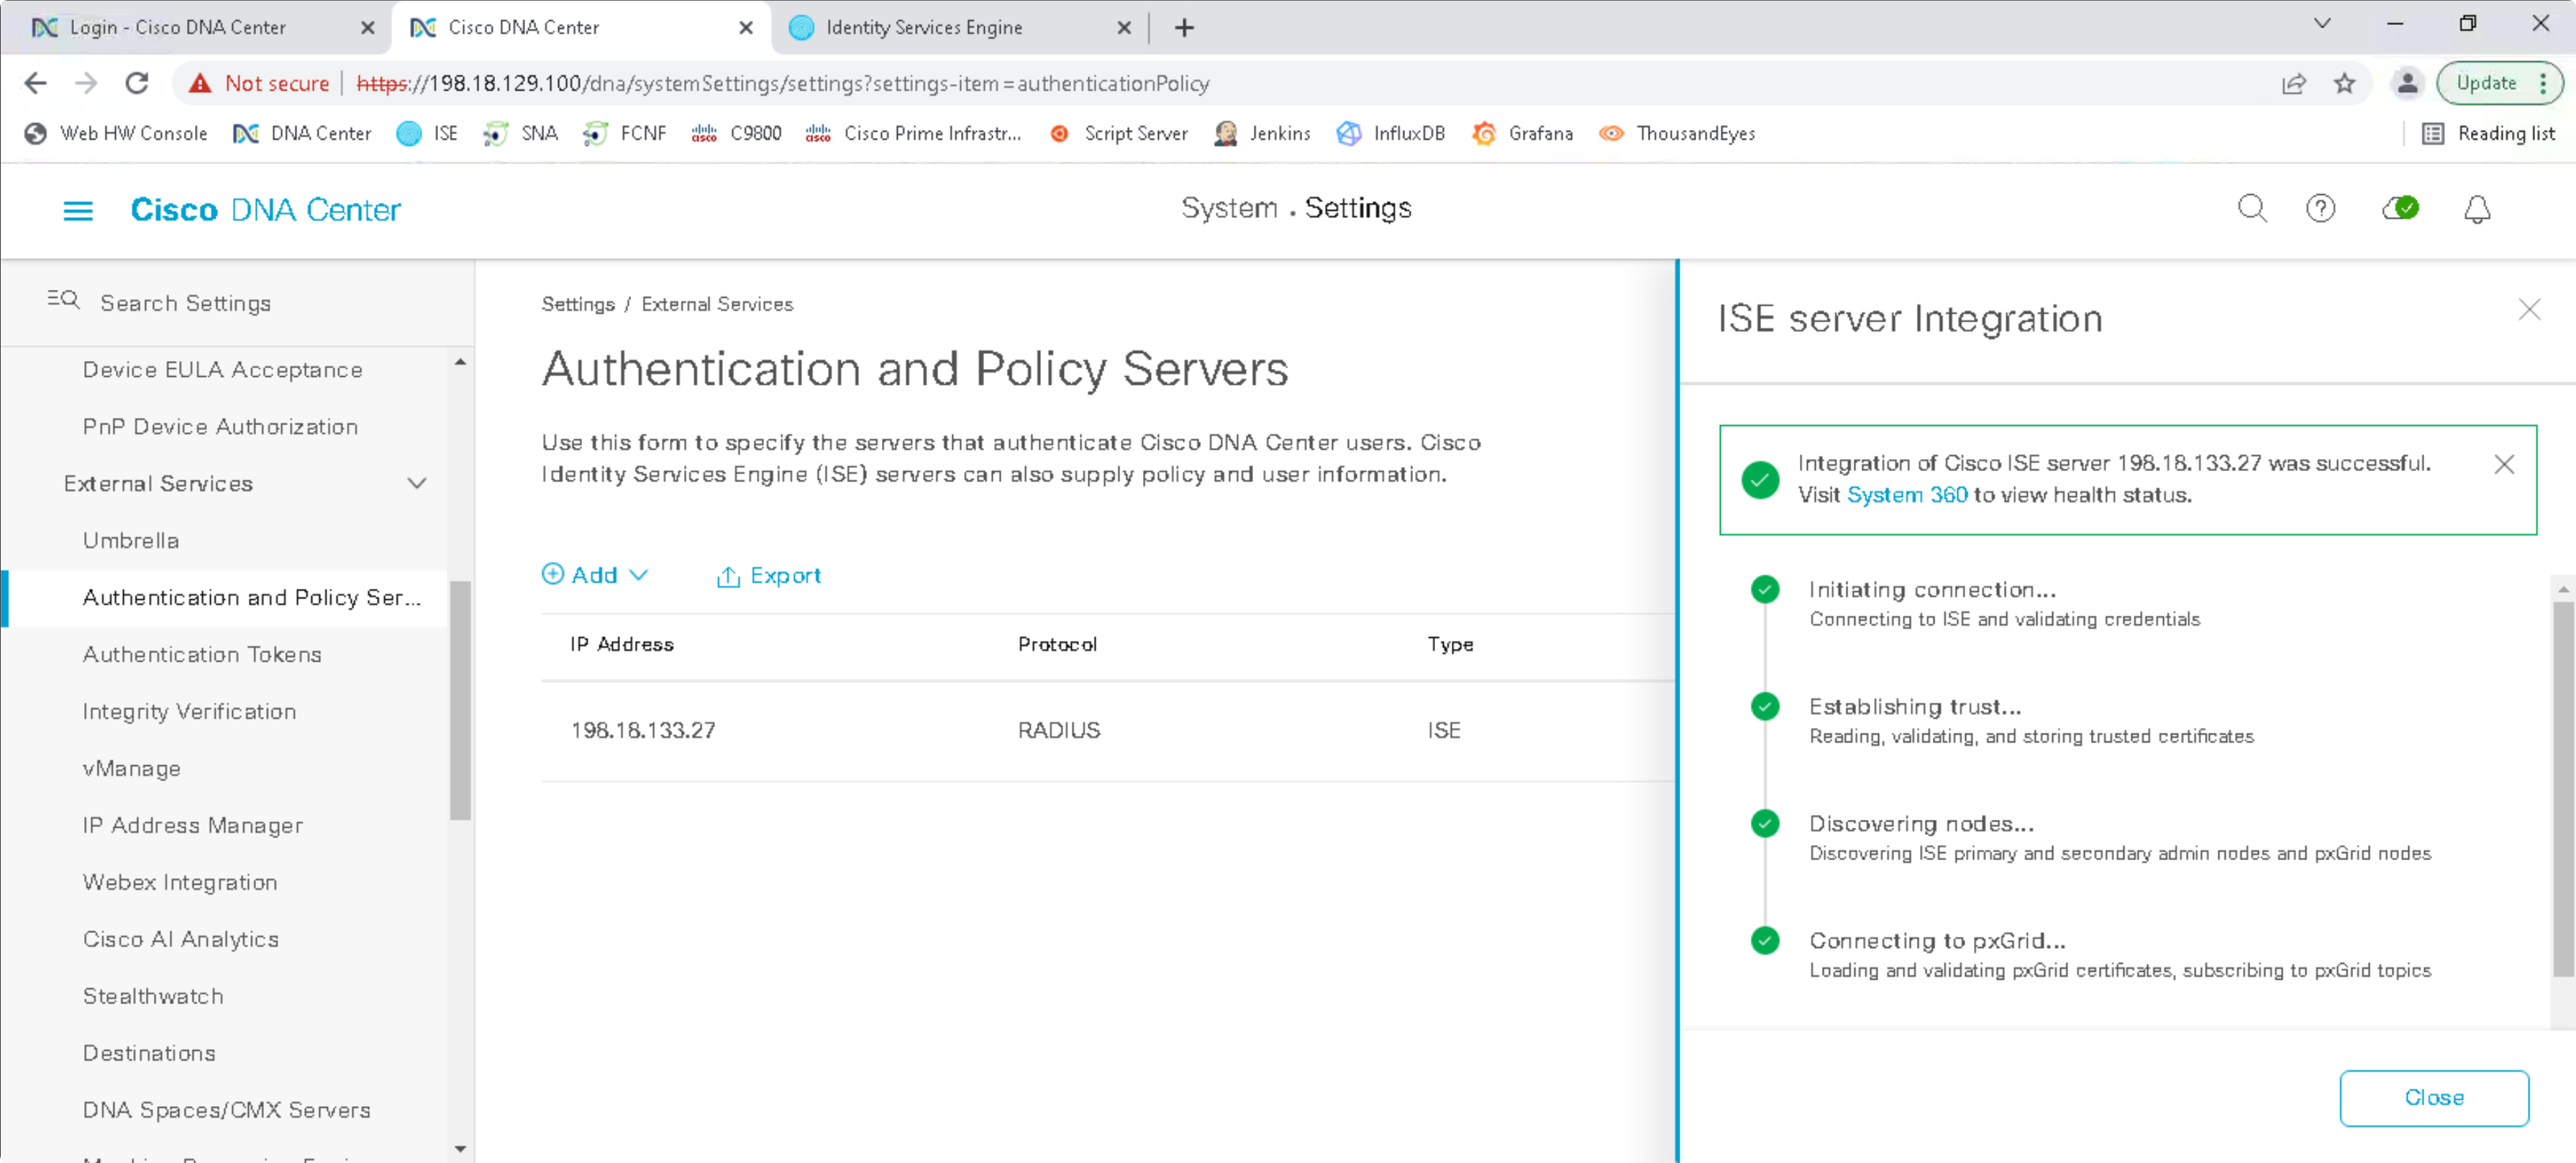 Login - Cisco DNA Center
Cisco DNA Center
Identity Services Engine
Not secure
https://198.18.129.100/dna/systemSettings/settings?settings-item=authenticationPolicy
Update
Web HW Console
DNA Center
ISE
SNA
FCNF
C9800
Cisco Prime Infrastr...
Script Server
Jenkins
InfluxDB
Grafana
ThousandEyes
Reading list
Cisco DNA Center
System . Settings
Search Settings
Device EULA Acceptance
PnP Device Authorization
External Services
Umbrella
Authentication and Policy Ser...
Authentication Tokens
Integrity Verification
vManage
IP Address Manager
Webex Integration
Cisco AI Analytics
Stealthwatch
Destinations
DNA Spaces/CMX Servers
Settings / External Services
Authentication and Policy Servers
Use this form to specify the servers that authenticate Cisco DNA Center users. Cisco
Identity Services Engine (ISE) servers can also supply policy and user information.
Add
Export
IP Address Protocol Type
198.18.133.27 RADIUS ISE
ISE server Integration
Integration of Cisco ISE server 198.18.133.27 was successful.
Visit System 360 to view health status.
Initiating connection...
Connecting to ISE and validating credentials
Establishing trust...
Reading, validating, and storing trusted certificates
Discovering nodes...
Discovering ISE primary and secondary admin nodes and pxGrid nodes
Connecting to pxGrid...
Loading and validating pxGrid certificates, subscribing to pxGrid topics
Close